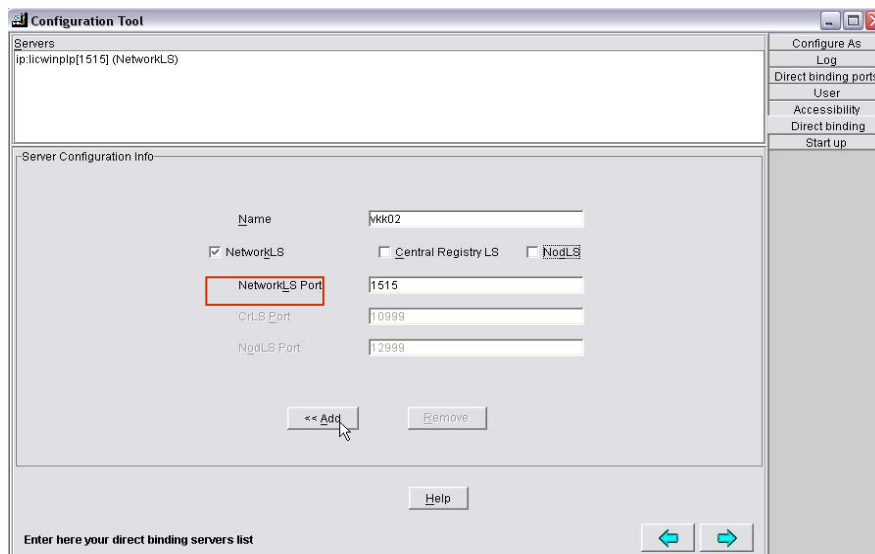 Configuration Tool
Servers
ip:licwinplp[1515] (NetworkLS)
Configure As
Log
Direct binding ports
User
Accessibility
Direct binding
Start up
Server Configuration Info
Name vkk02
NetworkLS Central Registry LS NodLS
NetworkLS Port 1515
CrLS Port 10999
NodLS Port 12999
<< Add Remove
Help
Enter here your direct binding servers list